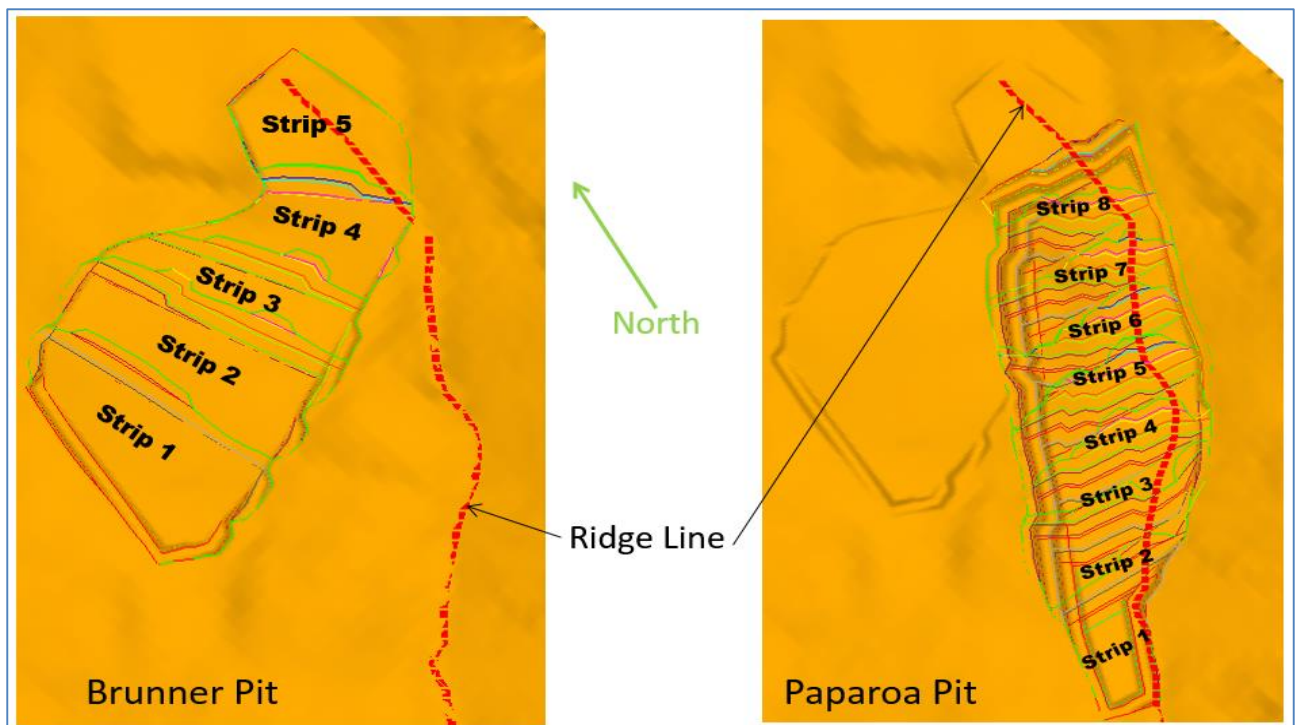 Strip 5
Strip 4
Strip 3
Strip 2
Strip 1
Brunner Pit
North
Ridge Line
Strip 8
Strip 7
Strip 6
Strip 5
Strip 4
Strip 3
Strip 2
Strip 1
Paparoa Pit